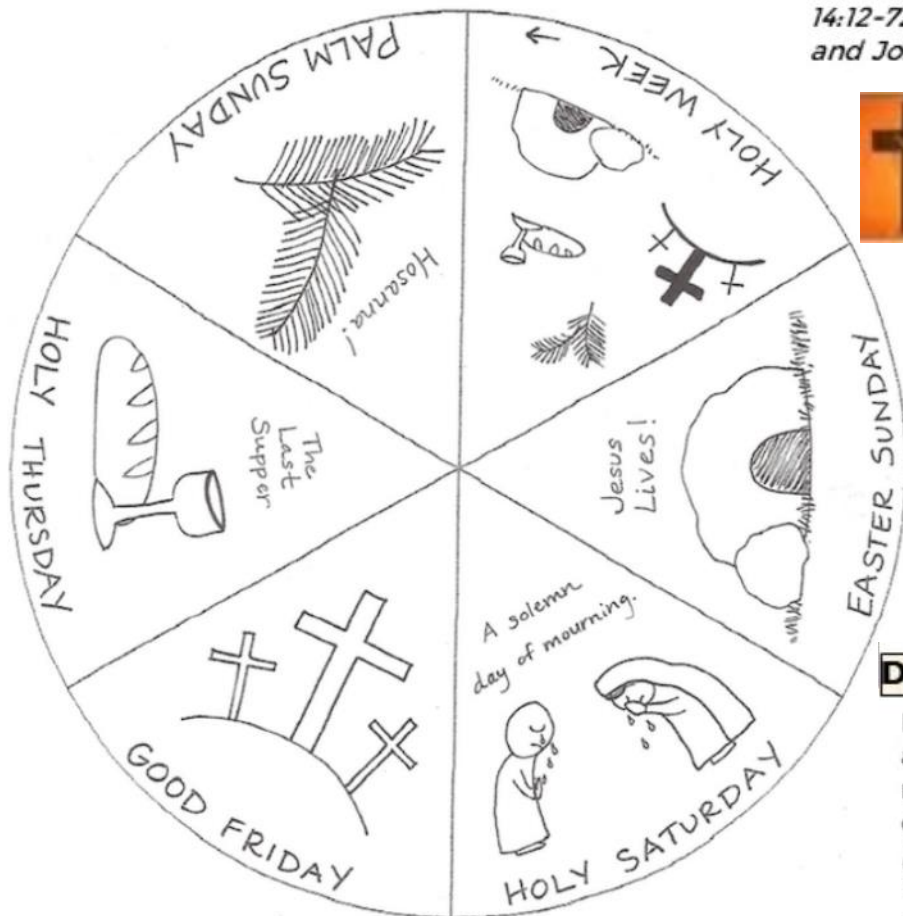 14:12-72
and Jo
HOLY WEEK →
PALM SUNDAY
Hosanna!
HOLY THURSDAY
The
Last
Supper
GOOD FRIDAY
HOLY SATURDAY
A solemn
day of mourning.
EASTER SUNDAY
Jesus
Lives!
D